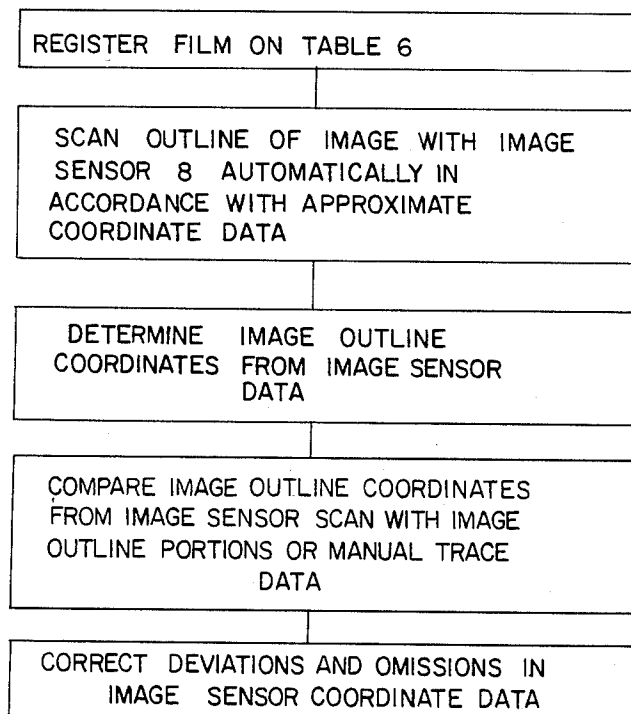 REGISTER FILM ON TABLE 6
SCAN OUTLINE OF IMAGE WITH IMAGE
SENSOR 8 AUTOMATICALLY IN
ACCORDANCE WITH APPROXIMATE
COORDINATE DATA
DETERMINE IMAGE OUTLINE
COORDINATES FROM IMAGE SENSOR
DATA
COMPARE IMAGE OUTLINE COORDINATES
FROM IMAGE SENSOR SCAN WITH IMAGE
OUTLINE PORTIONS OR MANUAL TRACE
DATA
CORRECT DEVIATIONS AND OMISSIONS IN
IMAGE SENSOR COORDINATE DATA